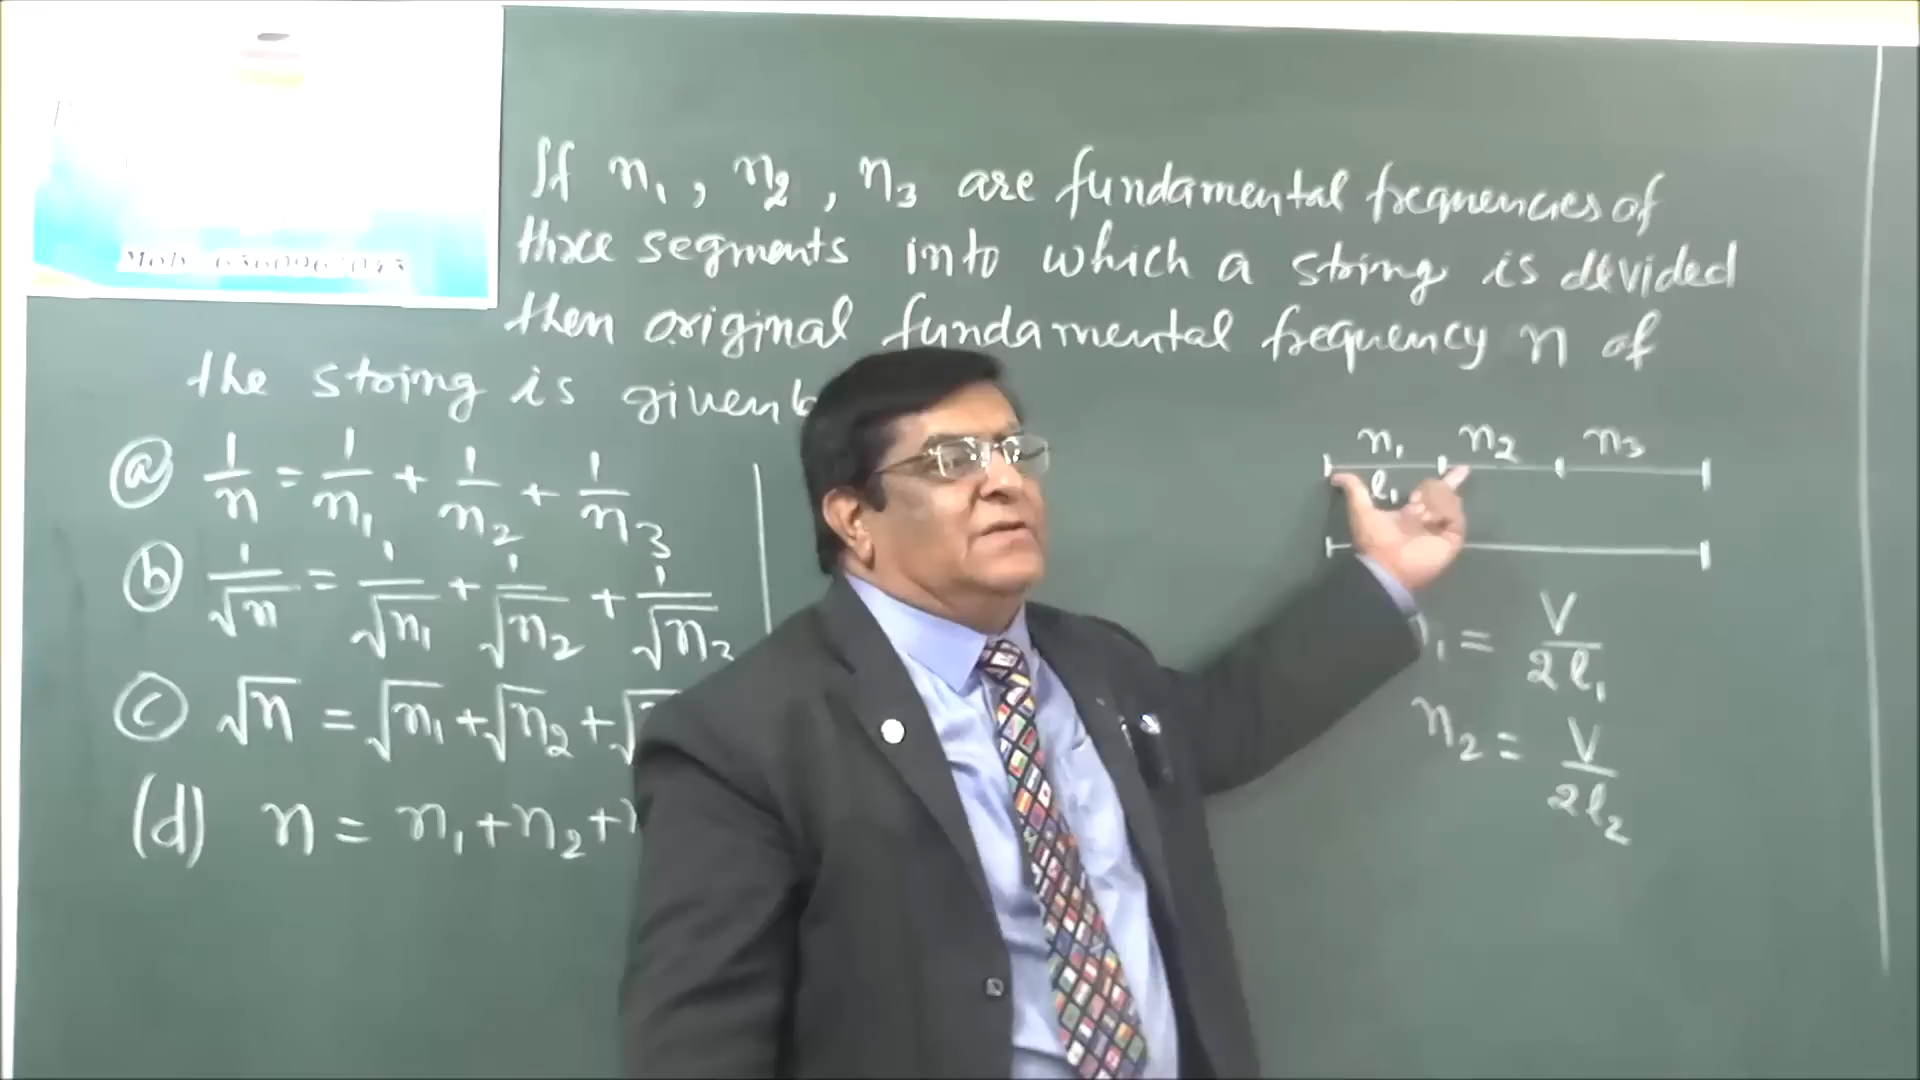 If n₁, n₂, n₃ are fundamental frequencies of
three segments into which a string is divided
then original fundamental frequency n of
the string is given
(a) 1/n = 1/n₁ + 1/n₂ + 1/n₃
(b) 1/√n = 1/√n₁ + 1/√n₂ + 1/√n₃
(c) √n = √n₁ + √n₂ + √
(d) n = n₁ + n₂ +
n₁ n₂ n₃
l₁
₁ = V/2l₁
n₂ = V/2l₂